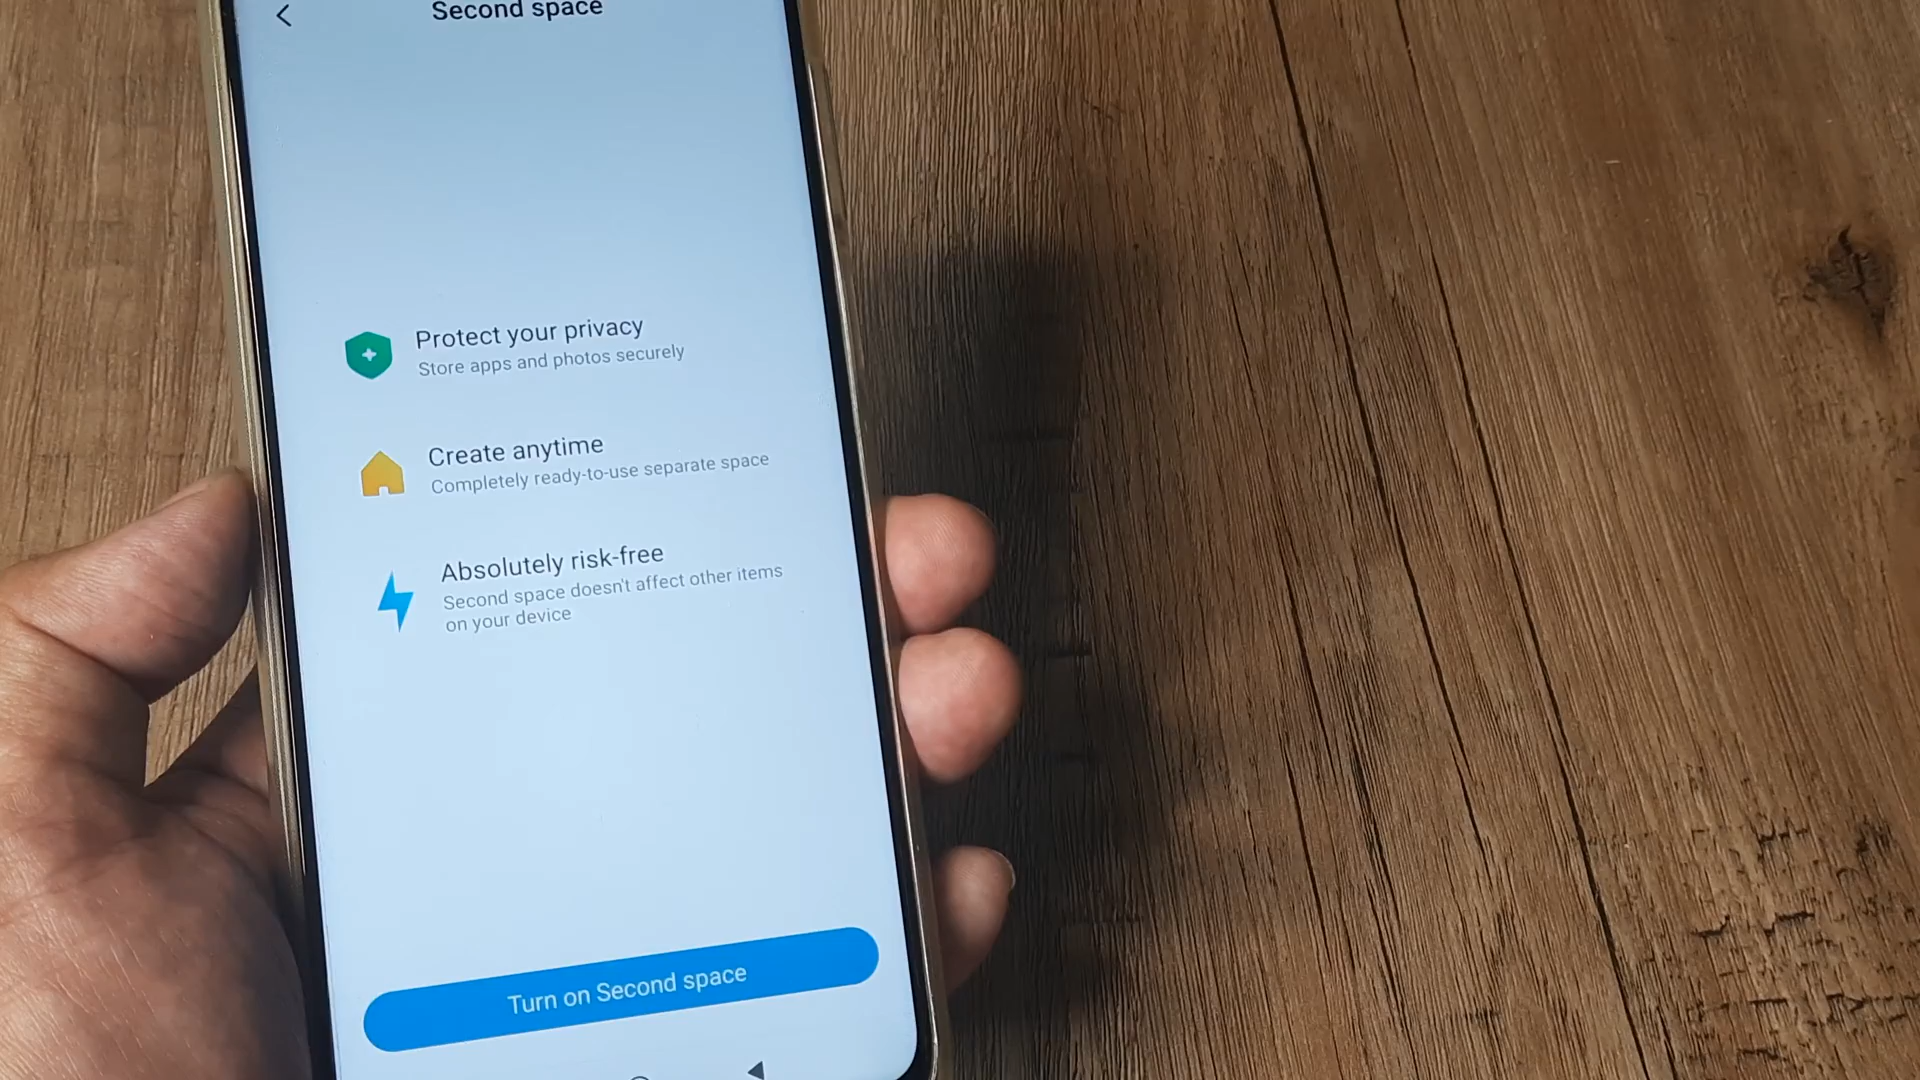 Second space
Protect your privacy
Store apps and photos securely
Create anytime
Completely ready-to-use separate space
Absolutely risk-free
Second space doesn't affect other items
on your device
Turn on Second space